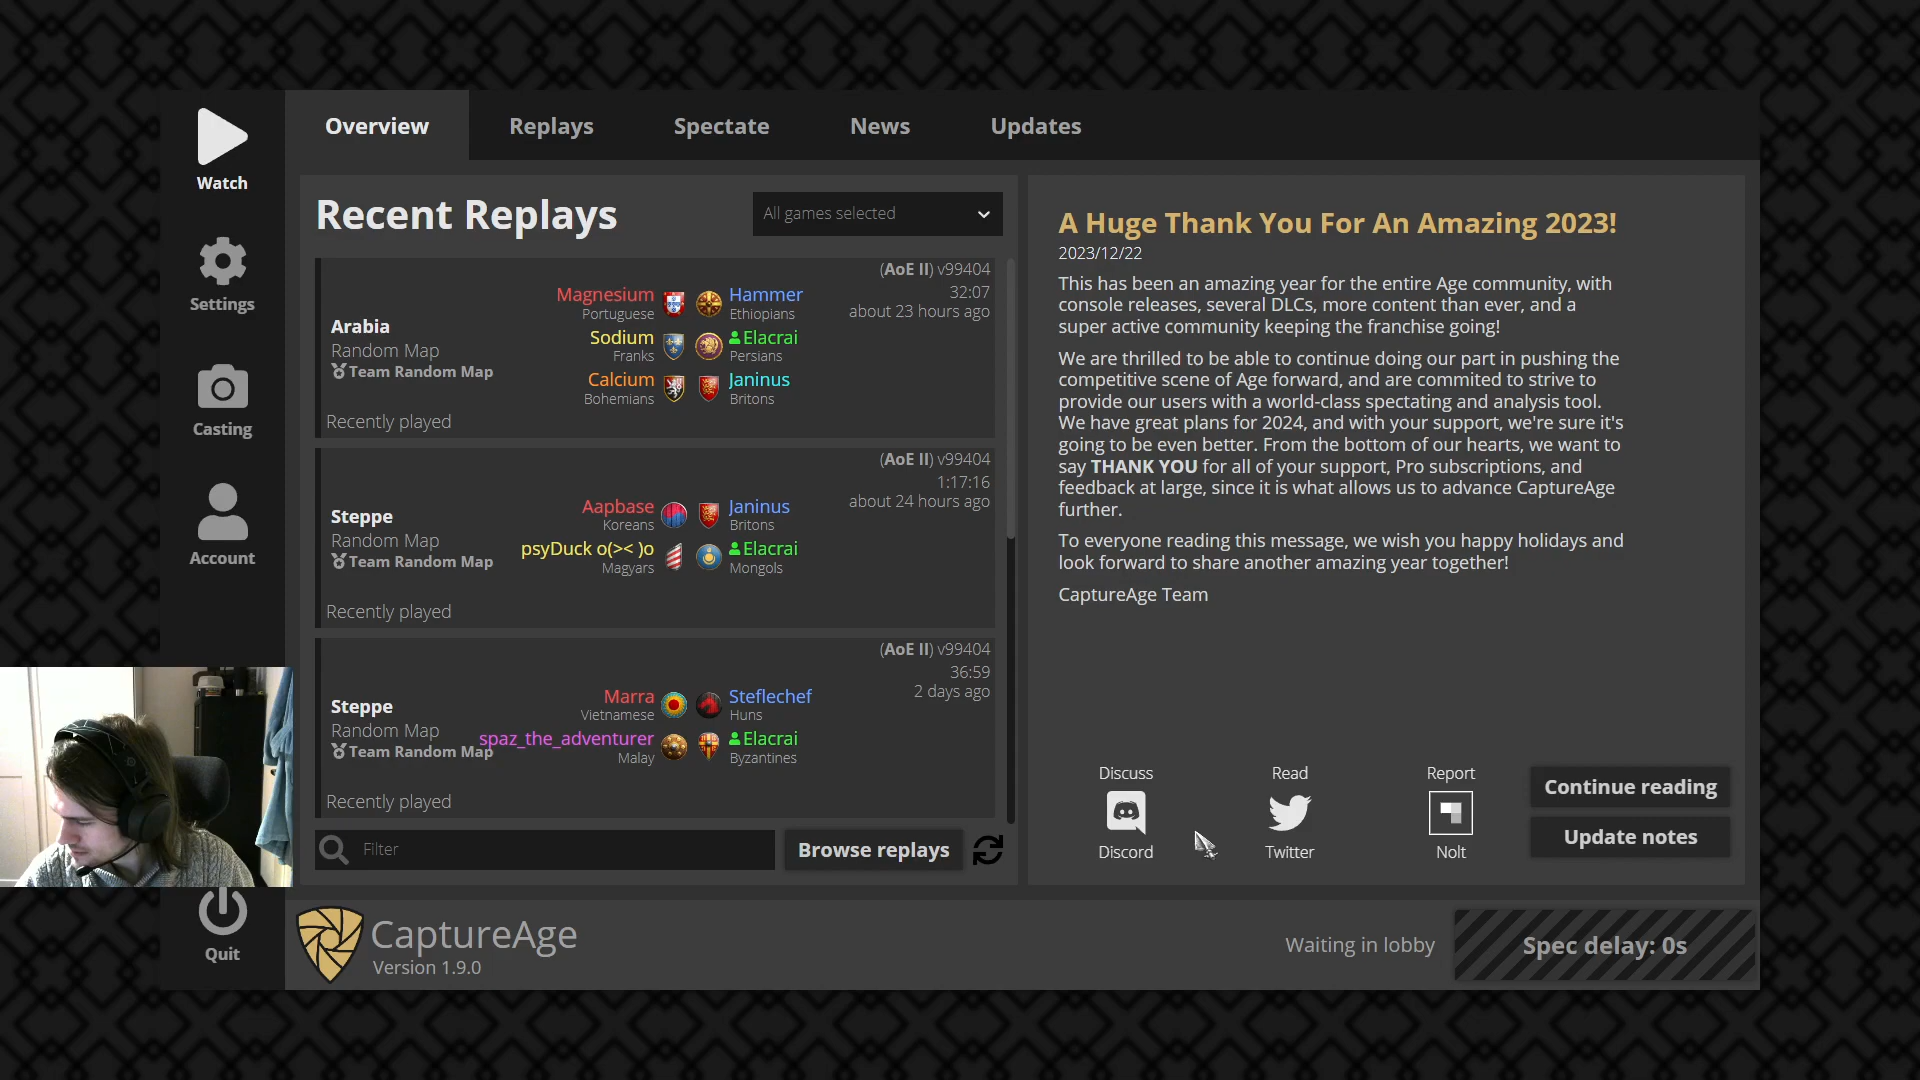 Watch
Settings
Casting
Account
Quit
Overview
Replays
Spectate
News
Updates
Recent Replays
All games selected
Arabia
Random Map
Team Random Map
Recently played
Magnesium
Portuguese
Sodium
Franks
Calcium
Bohemians
Hammer
Ethiopians
Elacrai
Persians
Janinus
Britons
(AoE II) v99404
32:07
about 23 hours ago
Steppe
Random Map
Team Random Map
Recently played
Aapbase
Koreans
psyDuck o(>< )o
Magyars
Janinus
Britons
Elacrai
Mongols
(AoE II) v99404
1:17:16
about 24 hours ago
Steppe
Random Map
Team Random Map
Recently played
Marra
Vietnamese
spaz_the_adventurer
Malay
Steflechef
Huns
Elacrai
Byzantines
(AoE II) v99404
36:59
2 days ago
Filter
Browse replays
A Huge Thank You For An Amazing 2023!
2023/12/22
This has been an amazing year for the entire Age community, with
console releases, several DLCs, more content than ever, and a
super active community keeping the franchise going!
We are thrilled to be able to continue doing our part in pushing the
competitive scene of Age forward, and are commited to strive to
provide our users with a world-class spectating and analysis tool.
We have great plans for 2024, and with your support, we're sure it's
going to be even better. From the bottom of our hearts, we want to
say THANK YOU for all of your support, Pro subscriptions, and
feedback at large, since it is what allows us to advance CaptureAge
further.
To everyone reading this message, we wish you happy holidays and
look forward to share another amazing year together!
CaptureAge Team
Discuss
Discord
Read
Twitter
Report
Nolt
Continue reading
Update notes
CaptureAge
Version 1.9.0
Waiting in lobby
Spec delay: 0s